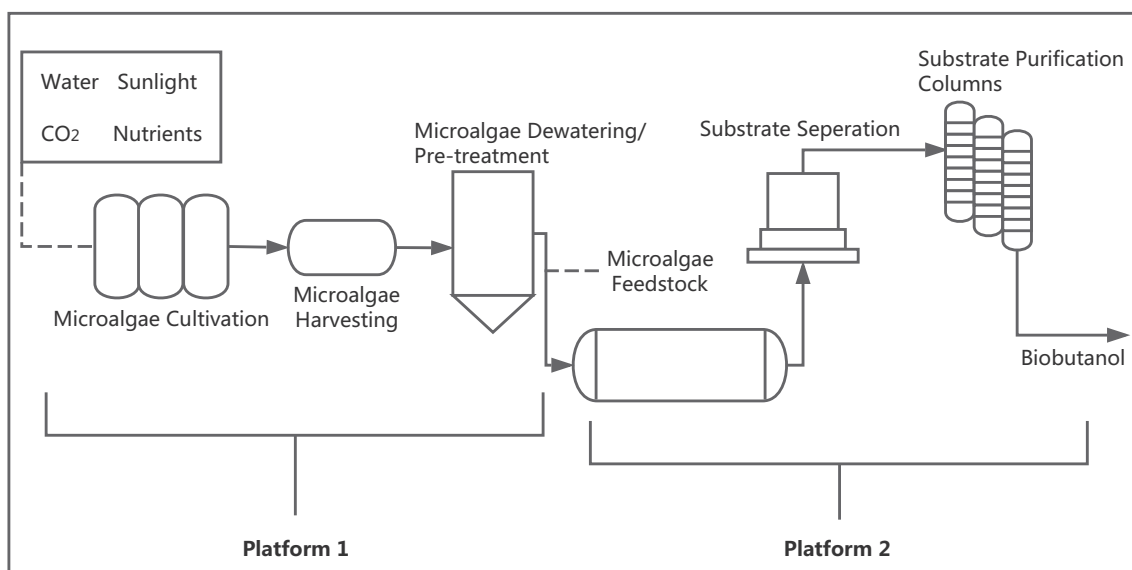 Water Sunlight
CO2 Nutrients
Microalgae Cultivation
Microalgae
Harvesting
Microalgae Dewatering/
Pre-treatment
Microalgae
Feedstock
Substrate Seperation
Substrate Purification
Columns
Biobutanol
Platform 1
Platform 2